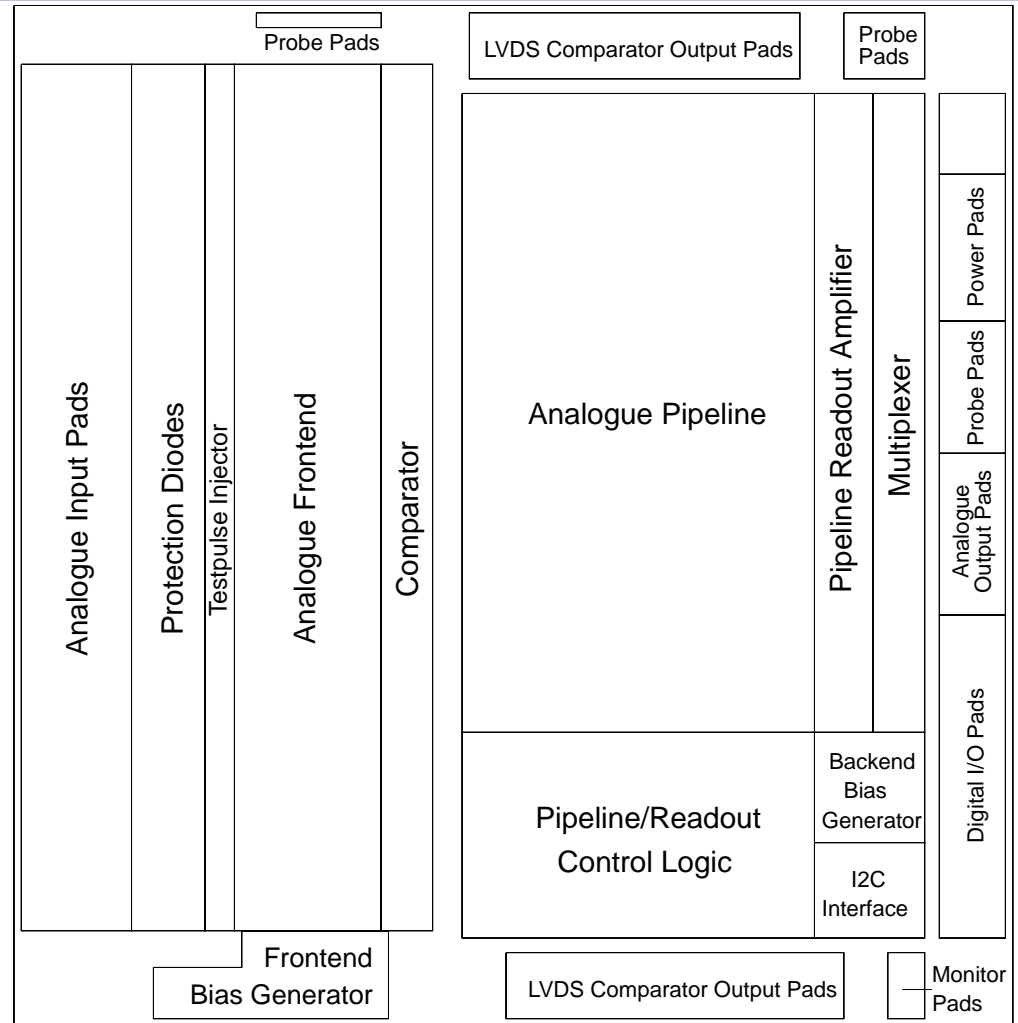 Probe Pads
LVDS Comparator Output Pads
Probe
Pads
Analogue Input Pads
Protection Diodes
Testpulse Injector
Analogue Frontend
Comparator
Analogue Pipeline
Pipeline Readout Amplifier
Multiplexer
Power Pads
Probe Pads
Analogue
Output Pads
Digital I/O Pads
Pipeline/Readout
Control Logic
Backend
Bias
Generator
I2C
Interface
Frontend
Bias Generator
LVDS Comparator Output Pads
Monitor
Pads